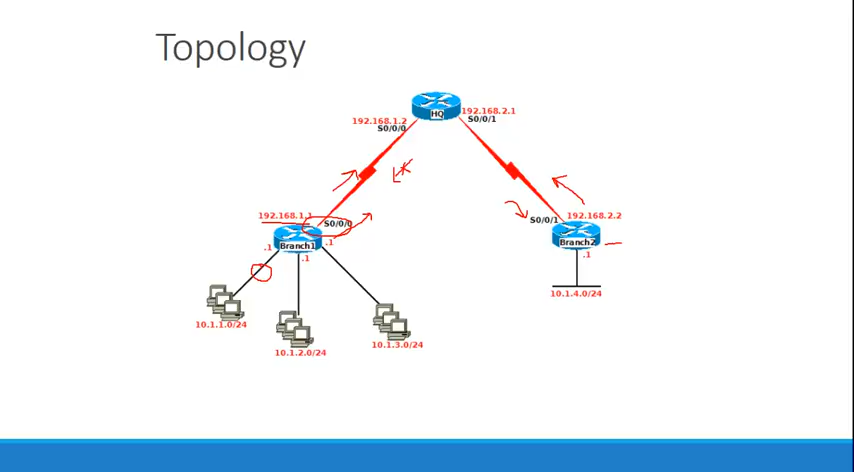 Topology
HQ
192.168.1.2
S0/0/0
192.168.2.1
S0/0/1
192.168.1.1
S0/0/0
Branch1
.1
.1
.1
S0/0/1
192.168.2.2
Branch2
.1
10.1.1.0/24
10.1.2.0/24
10.1.3.0/24
10.1.4.0/24